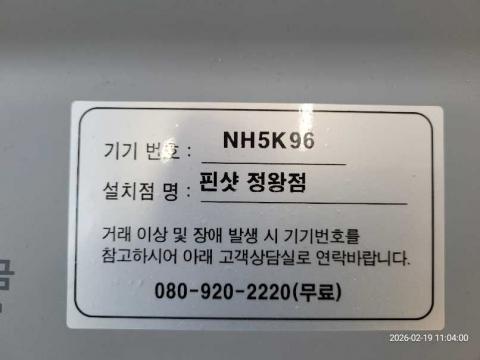 기기 번호 : NH5K96
설치점 명 : 핀샷 정왕점
거래 이상 및 장애 발생 시 기기번호를
참고하시어 아래 고객상담실로 연락바랍니다.
080-920-2220(무료)
금
2026-02-19 11:04:00